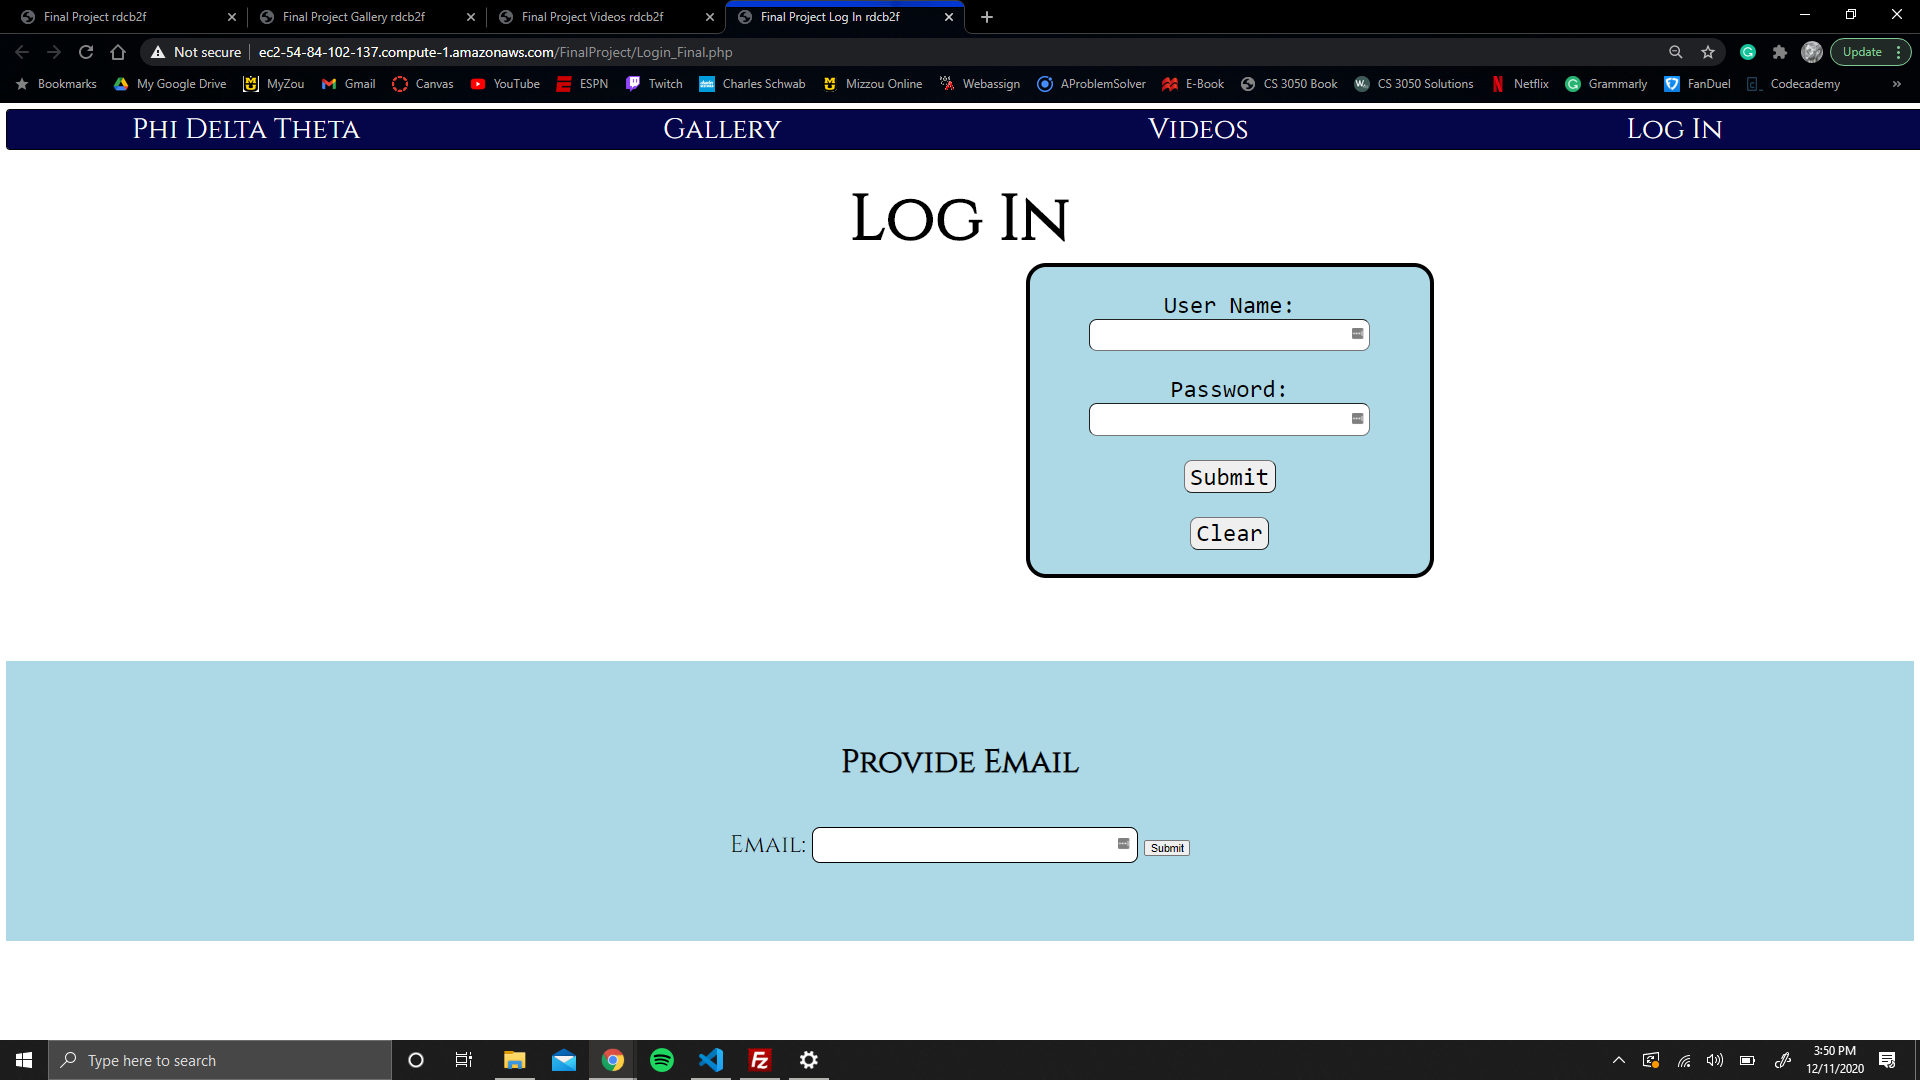 Final Project rdcb2f
Final Project Gallery rdcb2f
Final Project Videos rdcb2f
Final Project Log In rdcb2f
Not secure
ec2-54-84-102-137.compute-1.amazonaws.com/FinalProject/Login_Final.php
Update
Bookmarks
My Google Drive
MyZou
Gmail
Canvas
YouTube
ESPN
Twitch
Charles Schwab
Mizzou Online
Webassign
AProblemSolver
E-Book
CS 3050 Book
CS 3050 Solutions
Netflix
Grammarly
FanDuel
Codecademy
»
Phi Delta Theta
Gallery
Videos
Log In
Log In
User Name:
Password:
Submit
Clear
Provide Email
Email:
Submit
Type here to search
3:50 PM
12/11/2020